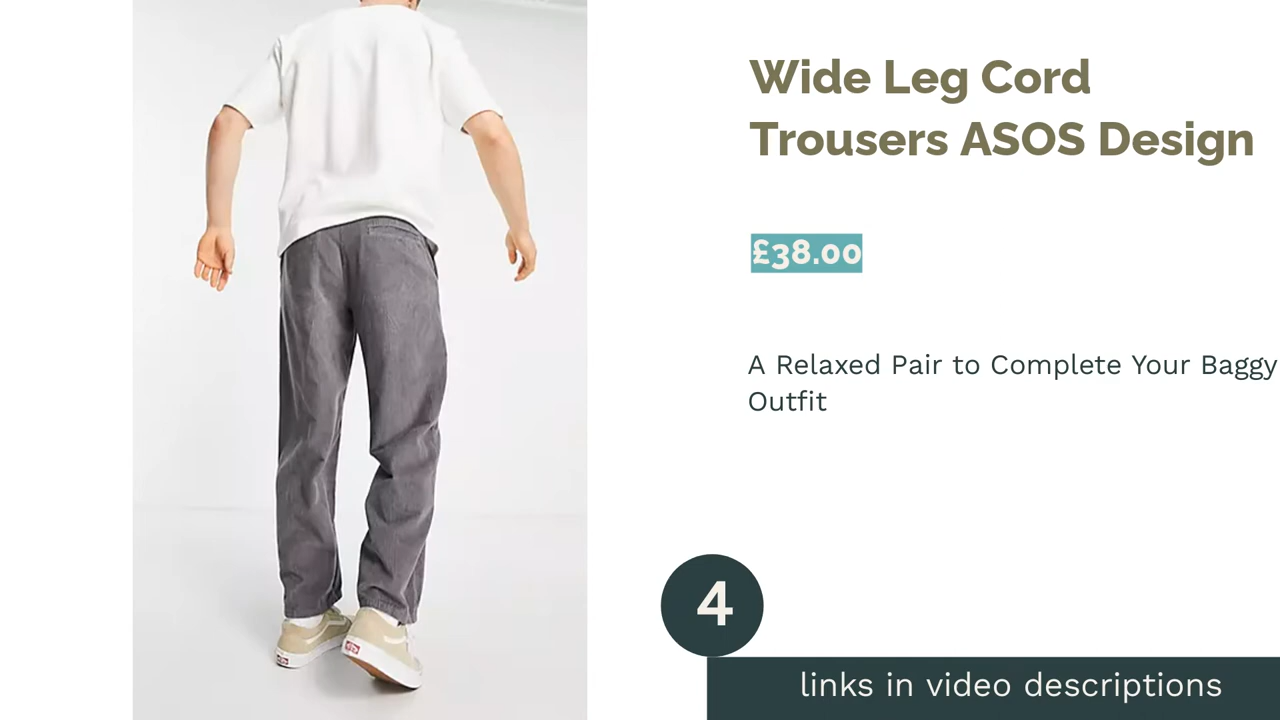 Wide Leg Cord
Trousers ASOS Design
£38.00
A Relaxed Pair to Complete Your Baggy
Outfit
4
links in video descriptions